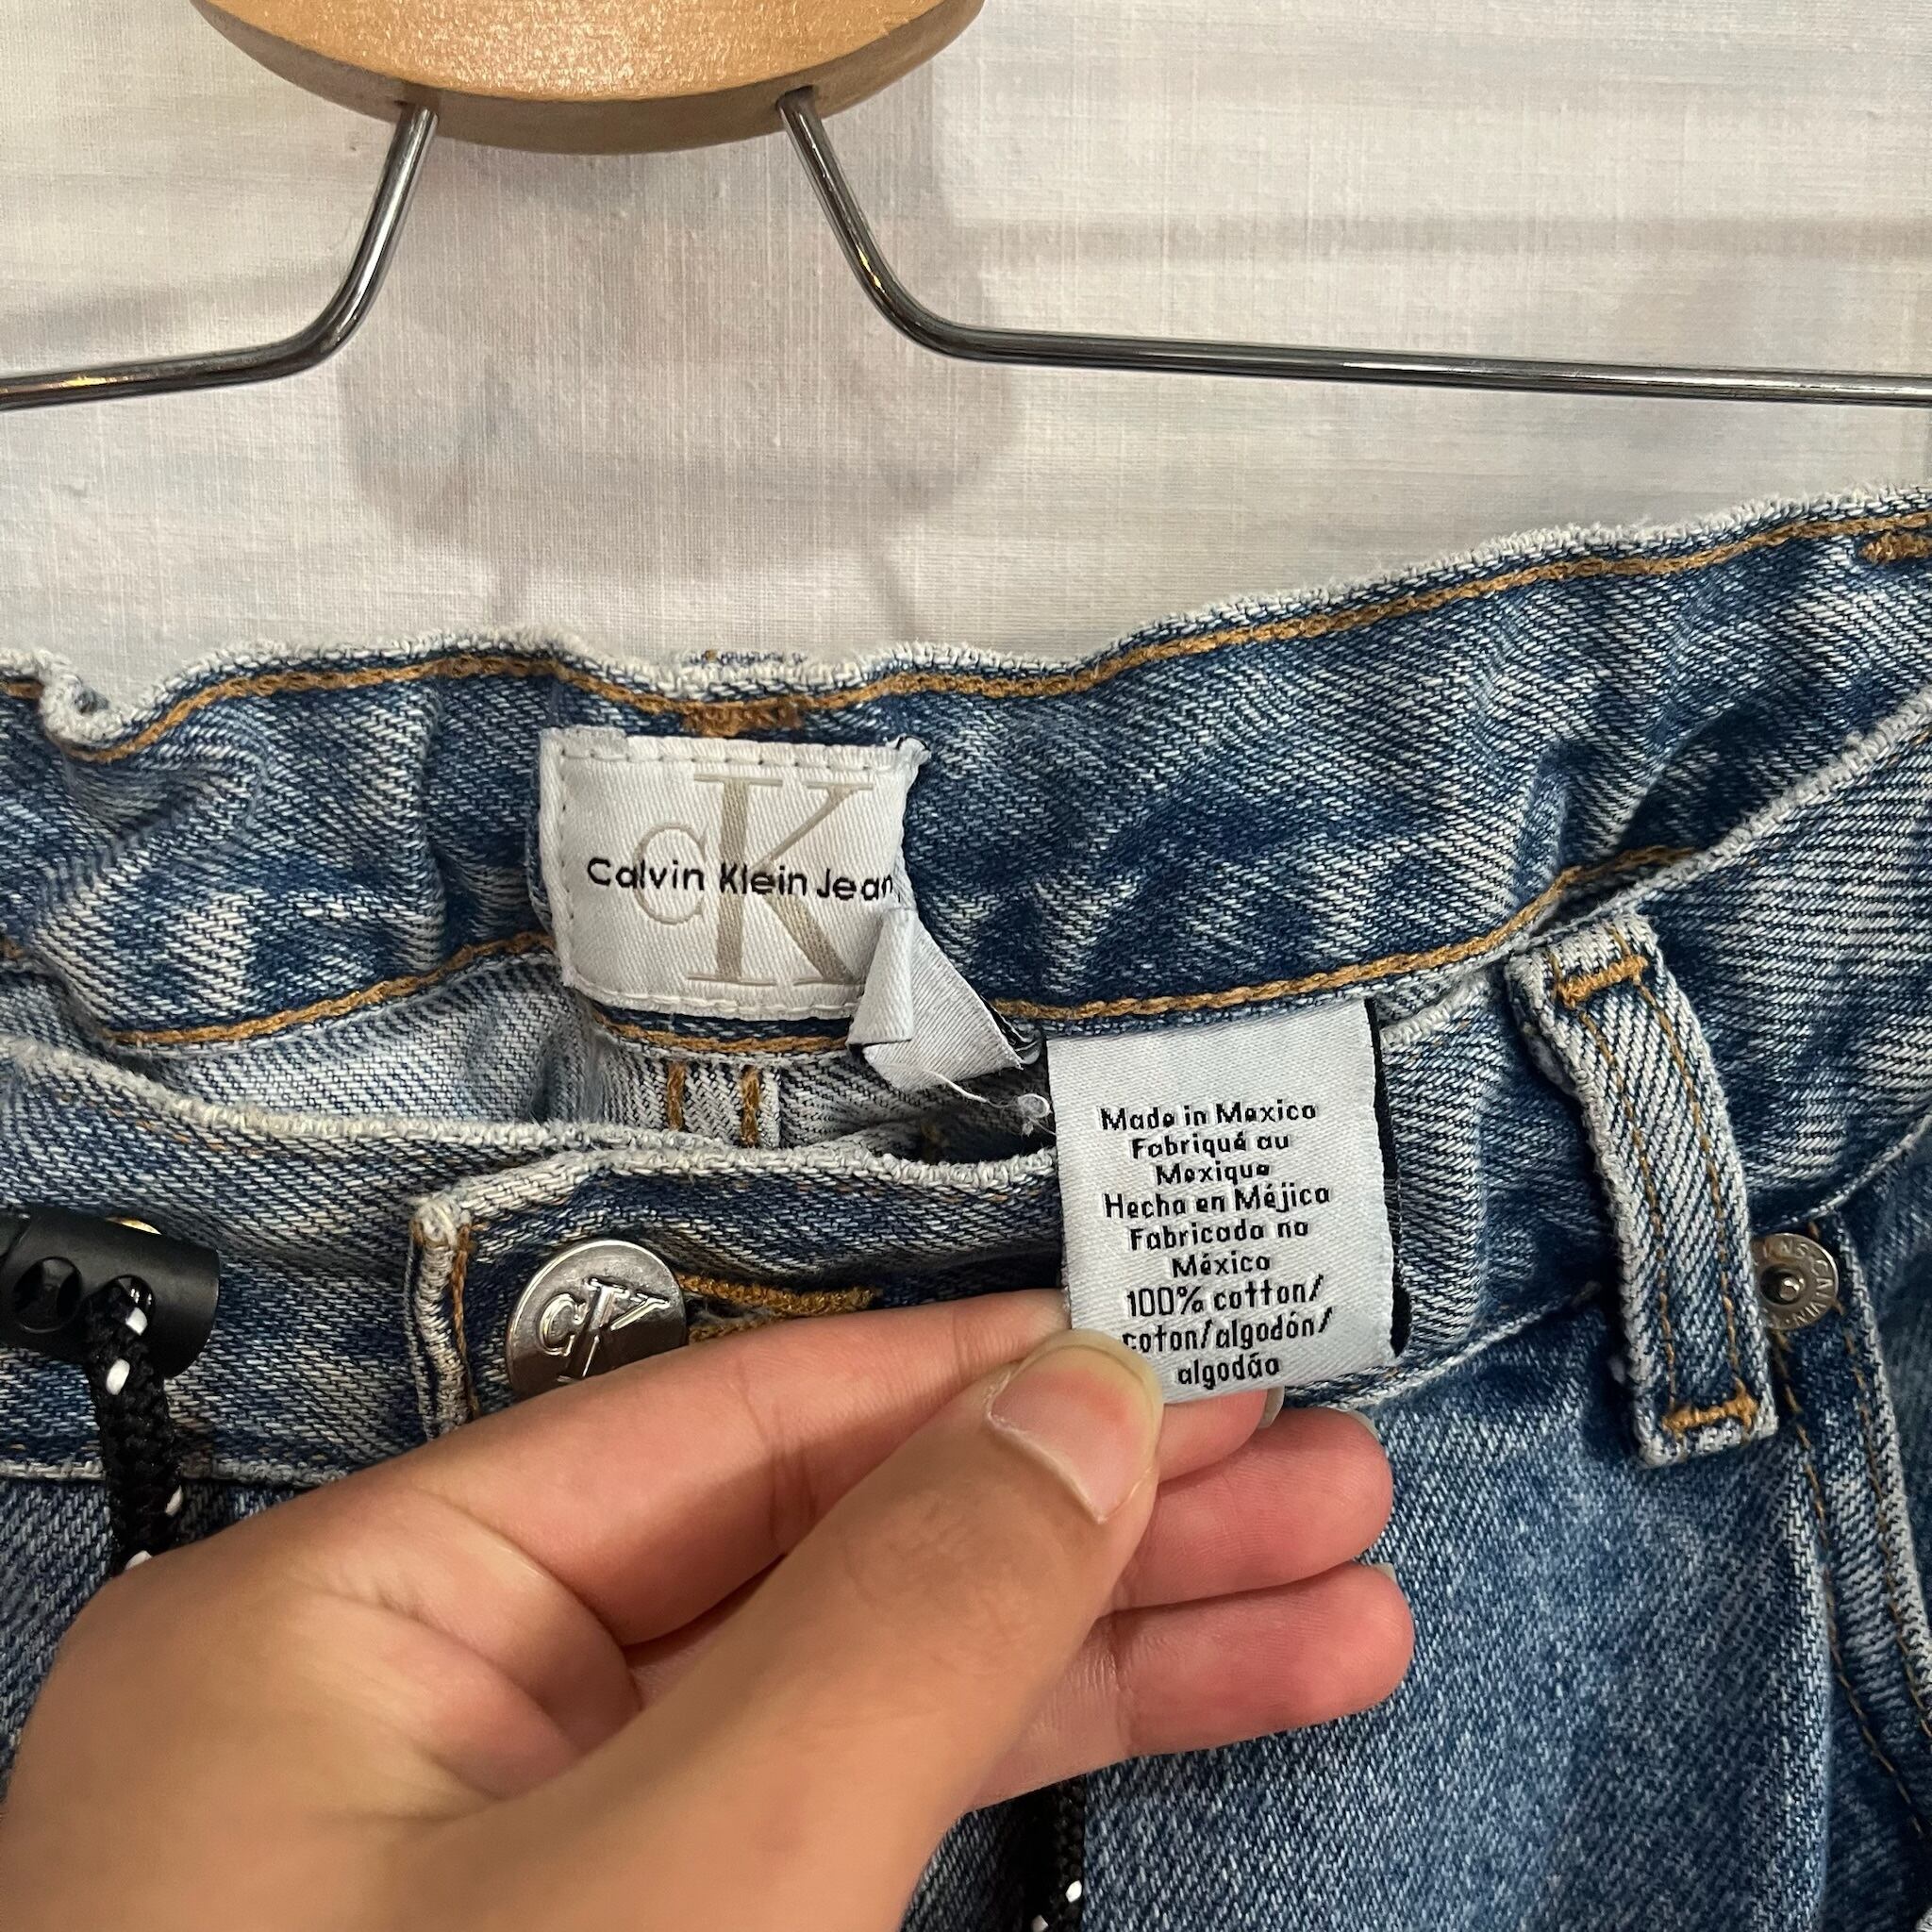 CK
Calvin Klein Jean
Made in Mexico
Fabriqué au
Mexique
Hecho en Méjico
Fabricado no
México
100% cotton/
coton/algodón/
algodão
CK